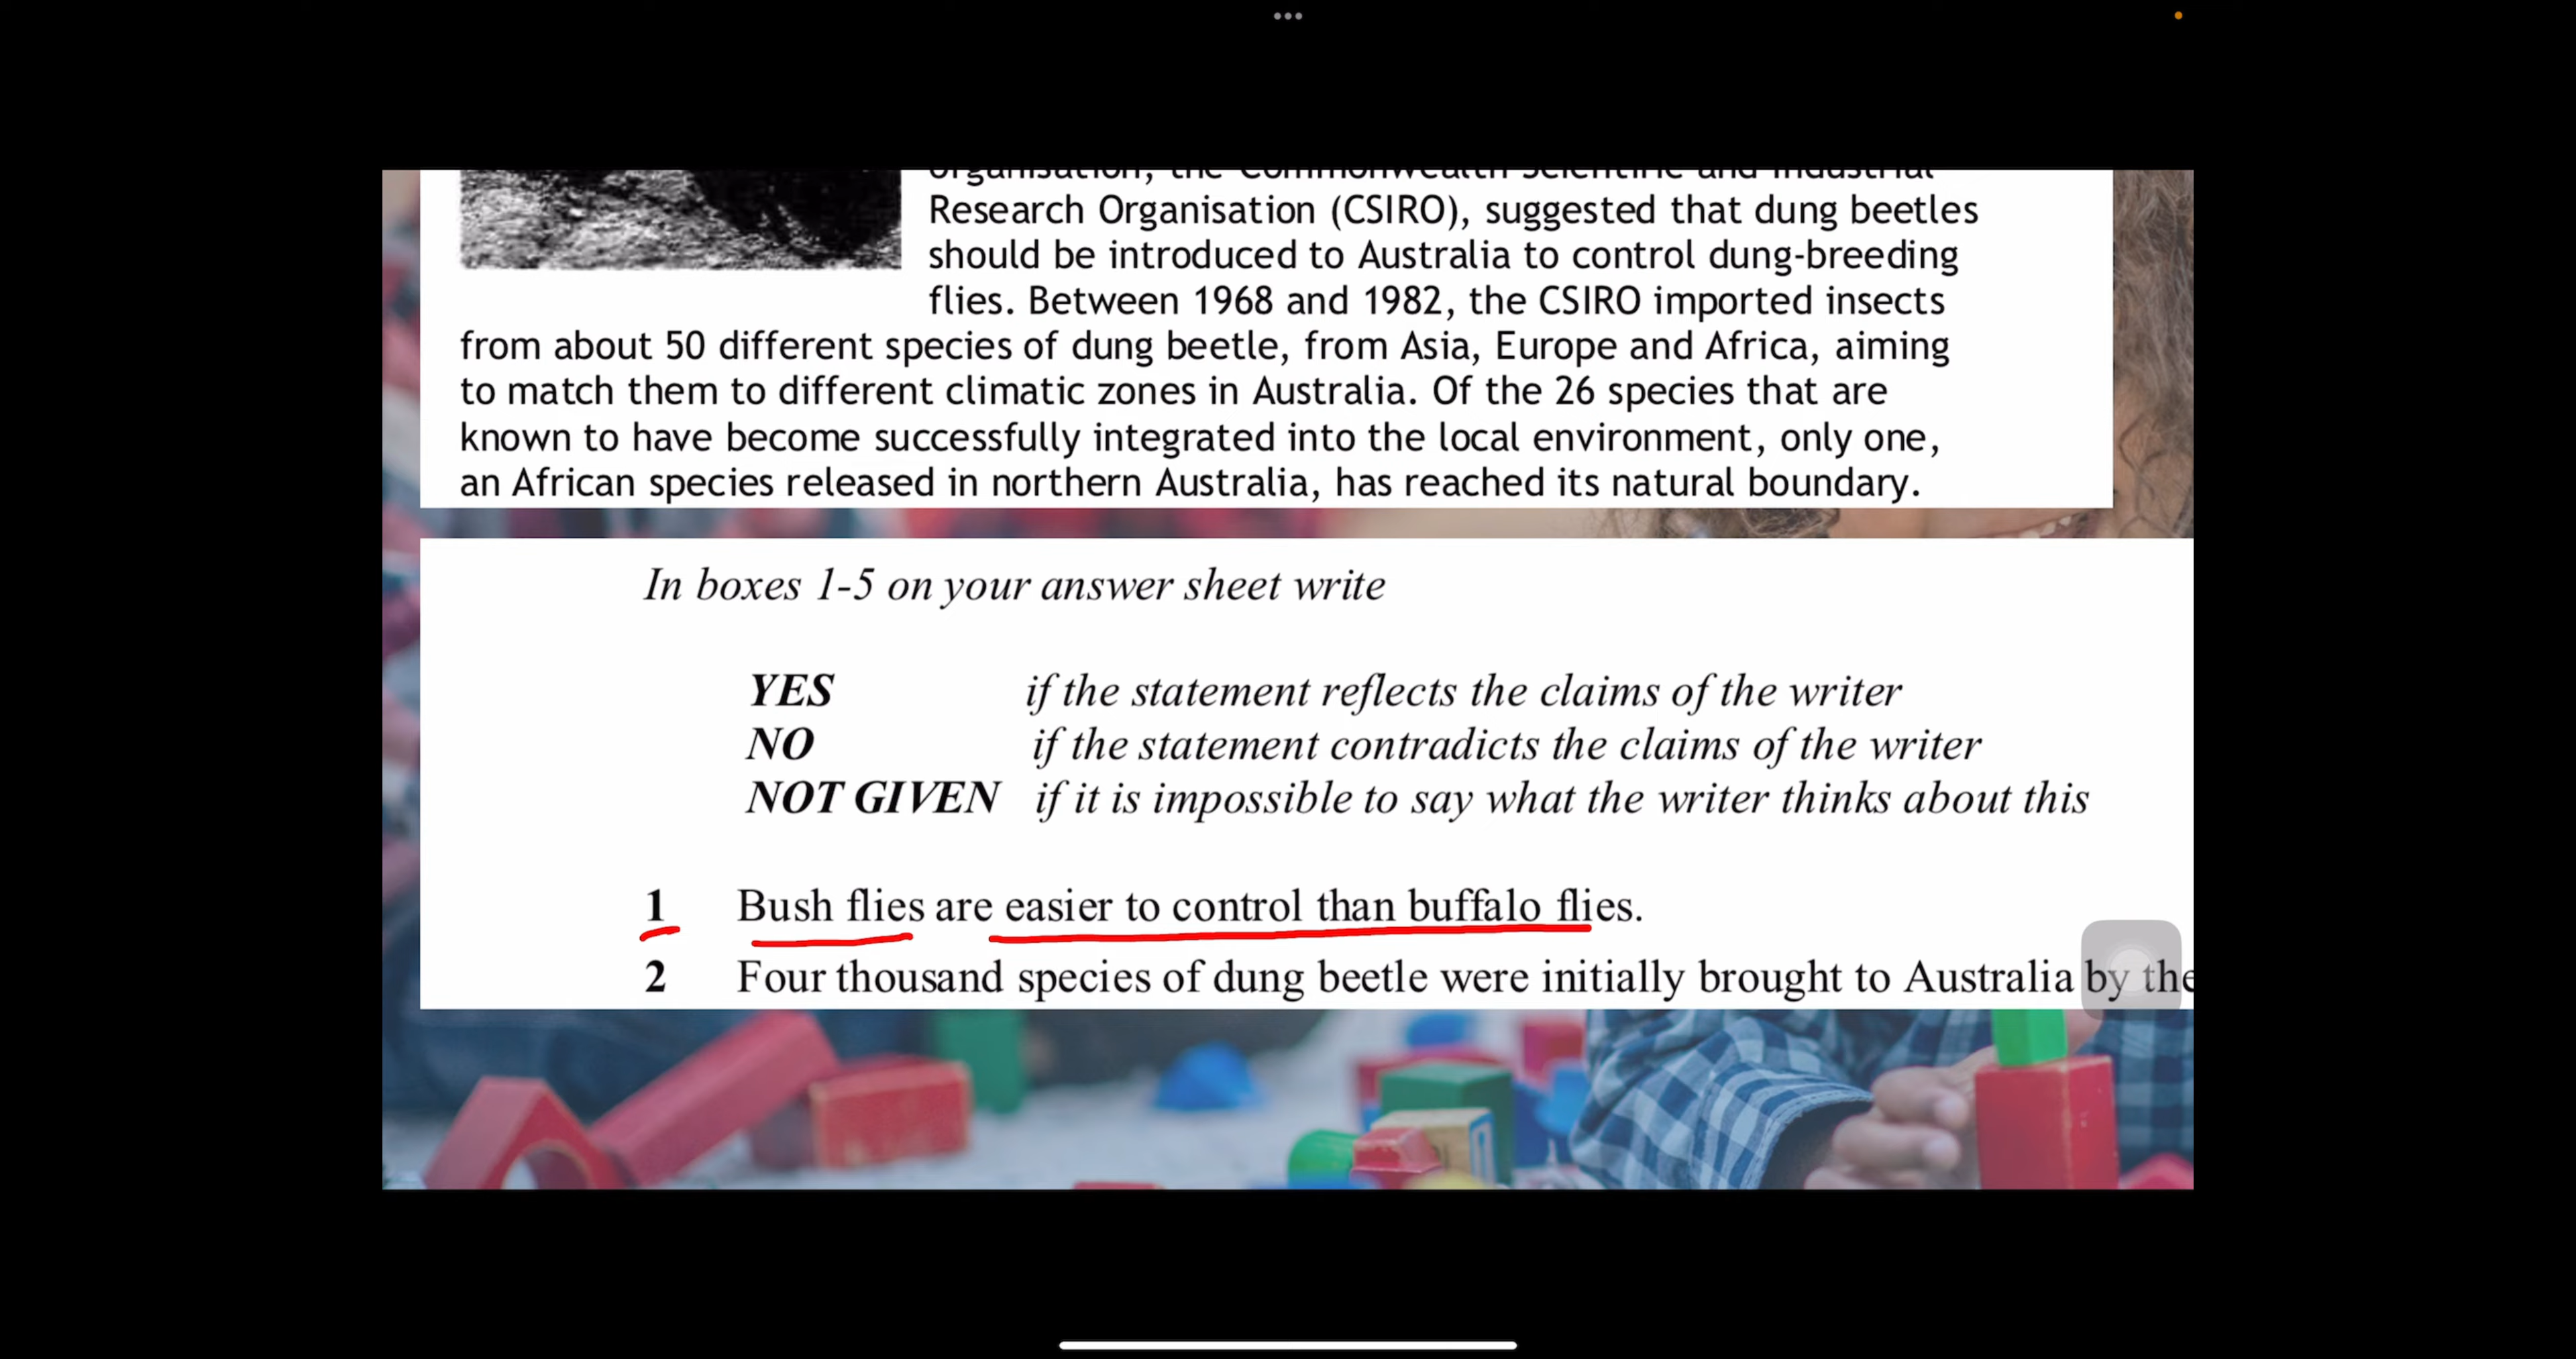 organisation, the Commonwealth Scientific and Industrial
Research Organisation (CSIRO), suggested that dung beetles
should be introduced to Australia to control dung-breeding
flies. Between 1968 and 1982, the CSIRO imported insects
from about 50 different species of dung beetle, from Asia, Europe and Africa, aiming
to match them to different climatic zones in Australia. Of the 26 species that are
known to have become successfully integrated into the local environment, only one,
an African species released in northern Australia, has reached its natural boundary.
In boxes 1-5 on your answer sheet write
YES if the statement reflects the claims of the writer
NO if the statement contradicts the claims of the writer
NOT GIVEN if it is impossible to say what the writer thinks about this
1 Bush flies are easier to control than buffalo flies.
2 Four thousand species of dung beetle were initially brought to Australia by the